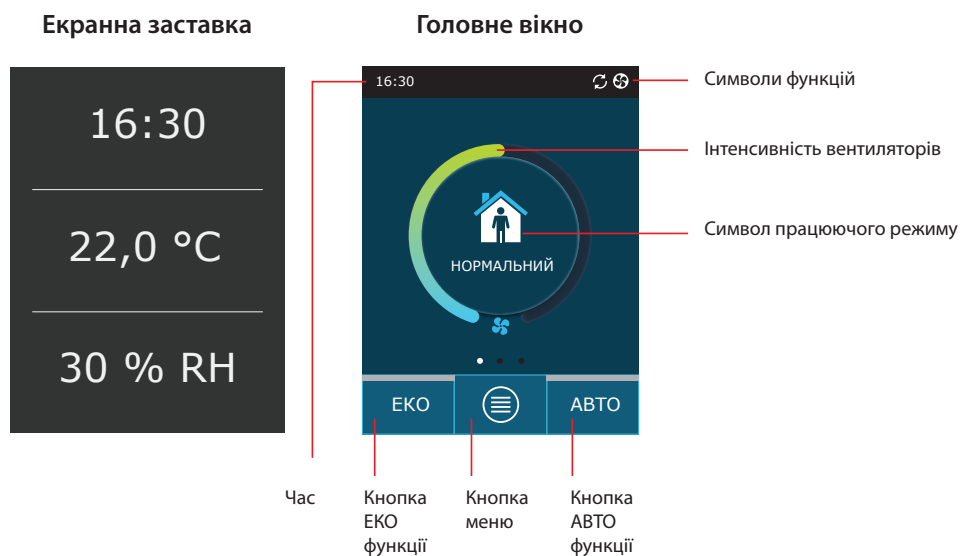 Екранна заставка
Головне вікно
16:30
22,0 °C
30 % RH
16:30
НОРМАЛЬНИЙ
ЕКО
АВТО
Символи функцій
Інтенсивність вентиляторів
Символ працюючого режиму
Час
Кнопка
ЕКО
функції
Кнопка
меню
Кнопка
АВТО
функції